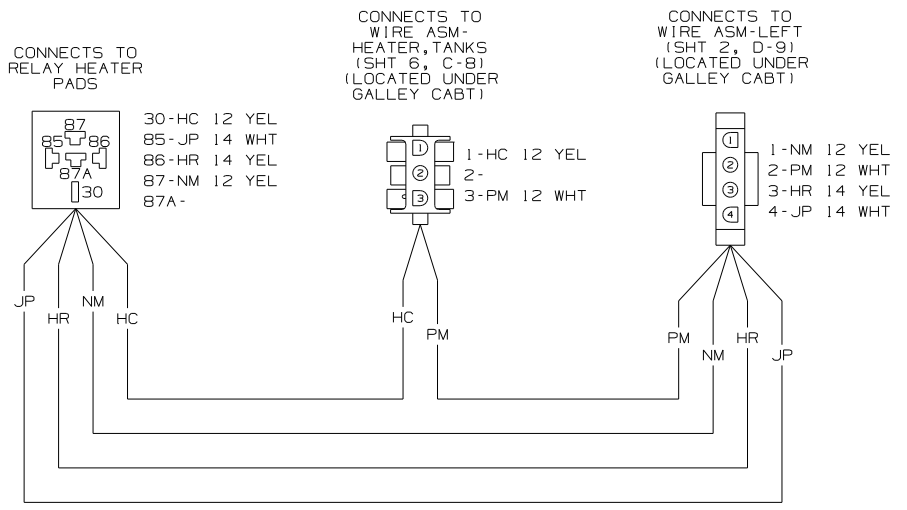 CONNECTS TO
RELAY HEATER
PADS
87
85
86
87A
30
30-HC 12 YEL
85-JP 14 WHT
86-HR 14 YEL
87-NM 12 YEL
87A-
CONNECTS TO
WIRE ASM-
HEATER,TANKS
(SHT 6, C-8)
(LOCATED UNDER
GALLEY CABT)
1
2
3
1-HC 12 YEL
2-
3-PM 12 WHT
CONNECTS TO
WIRE ASM-LEFT
(SHT 2, D-9)
(LOCATED UNDER
GALLEY CABT)
1
2
3
4
1-NM 12 YEL
2-PM 12 WHT
3-HR 14 YEL
4-JP 14 WHT
JP
HR
NM
HC
HC
PM
PM
NM
HR
JP